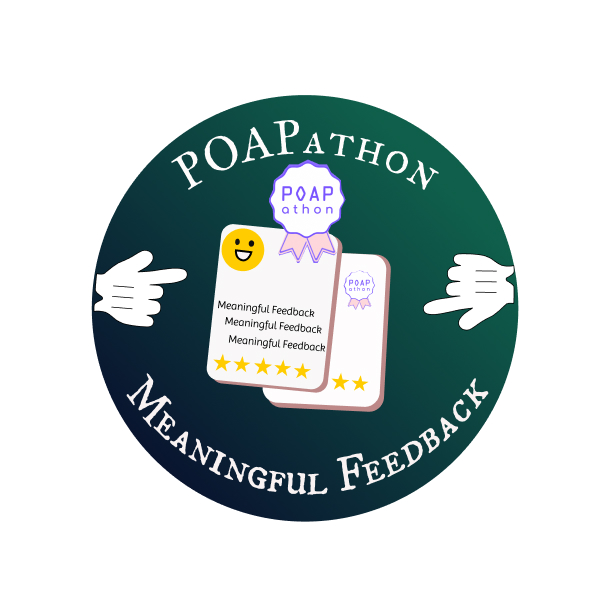 POAPATHON
POAP
athon
POAP
athon
Meaningful Feedback
Meaningful Feedback
Meaningful Feedback
MEANINGFUL FEEDBACK